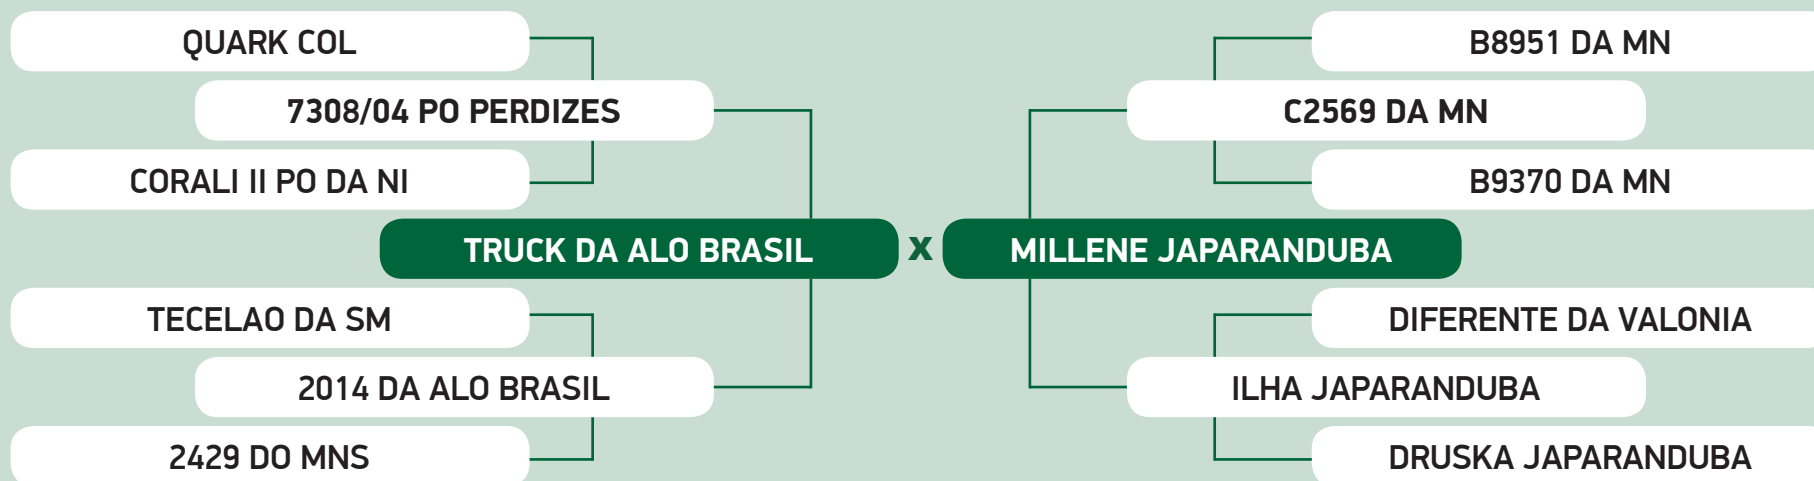 QUARK COL
B8951 DA MN
7308/04 PO PERDIZES
C2569 DA MN
CORALI II PO DA NI
B9370 DA MN
TRUCK DA ALO BRASIL X MILLENE JAPARANDUBA
TECELAO DA SM
DIFERENTE DA VALONIA
2014 DA ALO BRASIL
ILHA JAPARANDUBA
2429 DO MNS
DRUSKA JAPARANDUBA